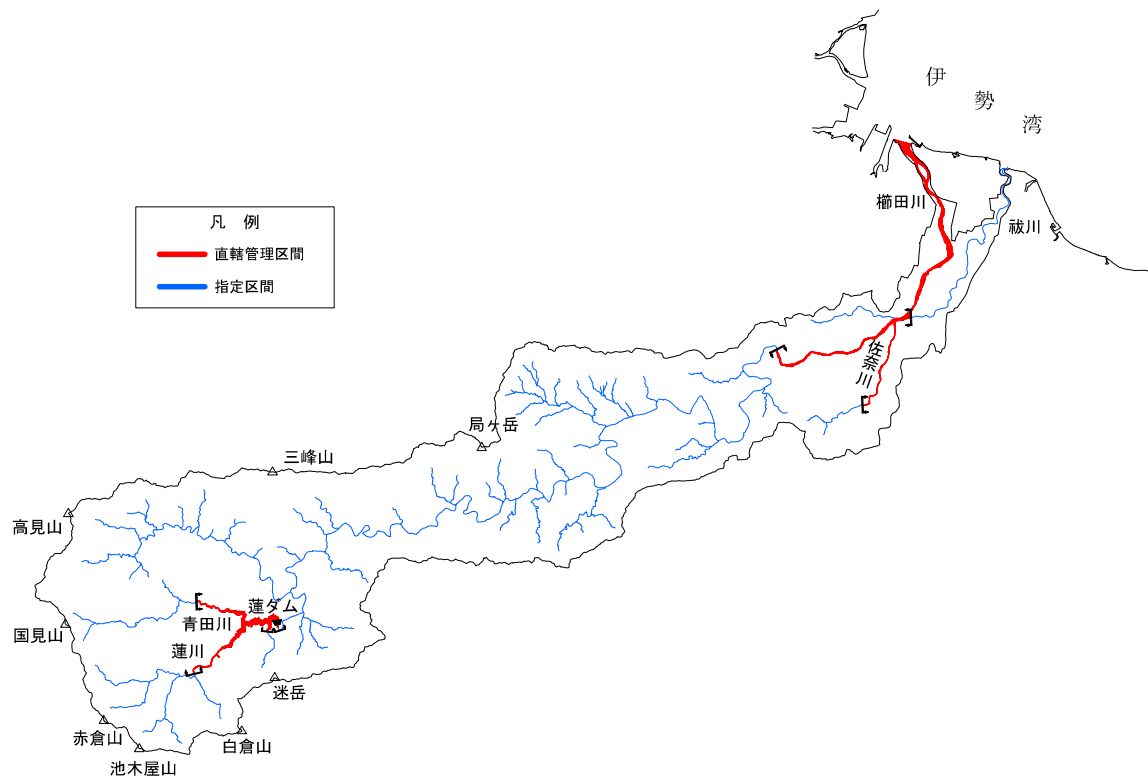 伊勢湾
櫛田川
祓川
凡 例
直轄管理区間
指定区間
佐奈川
局ヶ岳
三峰山
高見山
蓮ダム
青田川
国見山
蓮川
迷岳
赤倉山
白倉山
池木屋山